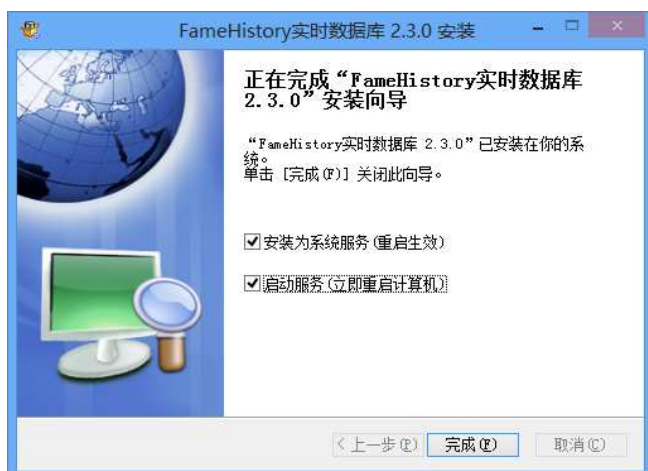 FameHistory实时数据库 2.3.0 安装
正在完成“FameHistory实时数据库
2.3.0”安装向导
“FameHistory实时数据库 2.3.0”已安装在你的系
统。
单击 [完成(F)] 关闭此向导。
安装为系统服务(重启生效)
启动服务(立即重启计算机)
<上一步(P) 完成(F) 取消(C)